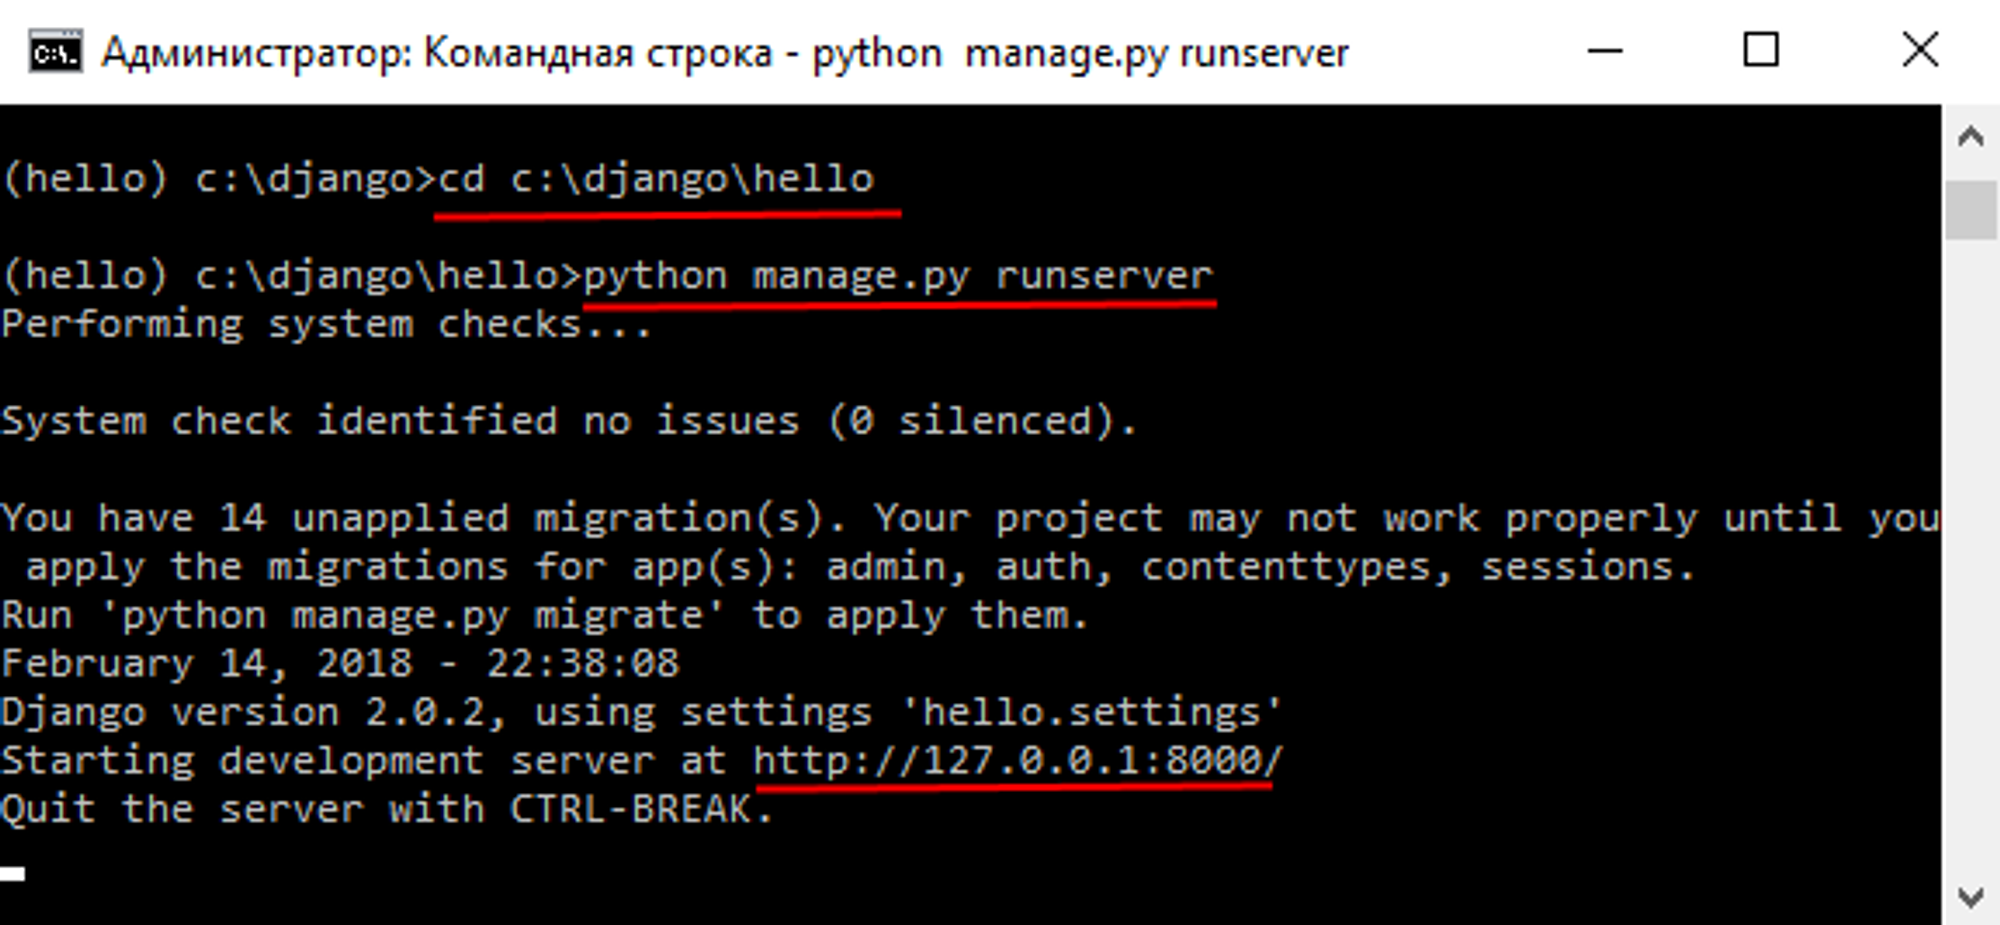 Администратор: Командная строка - python  manage.py runserver
(hello) c:\django>cd c:\django\hello
(hello) c:\django\hello>python manage.py runserver
Performing system checks...
System check identified no issues (0 silenced).
You have 14 unapplied migration(s). Your project may not work properly until you
 apply the migrations for app(s): admin, auth, contenttypes, sessions.
Run 'python manage.py migrate' to apply them.
February 14, 2018 - 22:38:08
Django version 2.0.2, using settings 'hello.settings'
Starting development server at http://127.0.0.1:8000/
Quit the server with CTRL-BREAK.